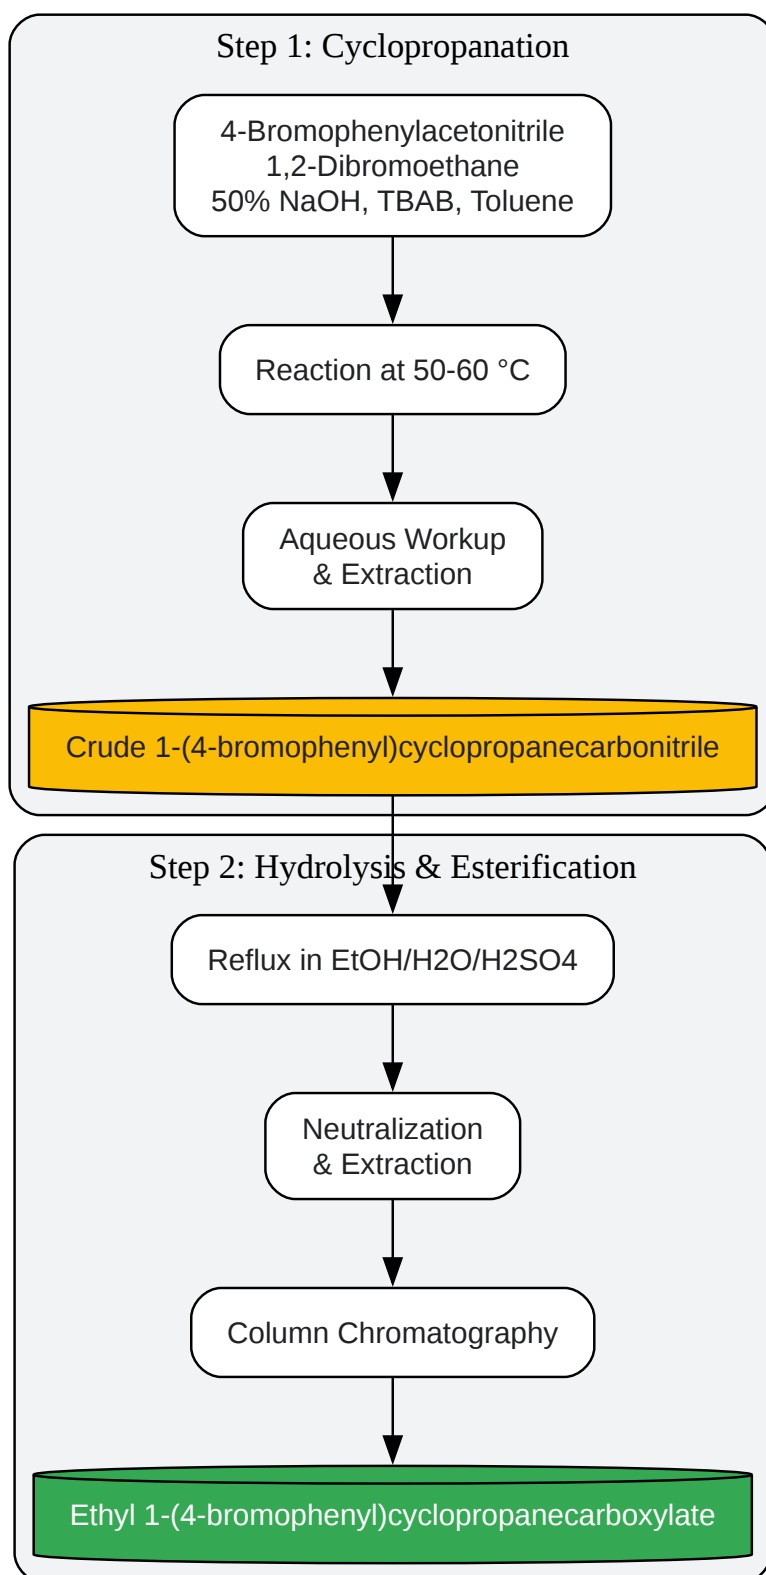 Step 1: Cyclopropanation
4-Bromophenylacetonitrile
1,2-Dibromoethane
50% NaOH, TBAB, Toluene
Reaction at 50-60 °C
Aqueous Workup
& Extraction
Crude 1-(4-bromophenyl)cyclopropanecarbonitrile
Step 2: Hydrolysis & Esterification
Reflux in EtOH/H2O/H2SO4
Neutralization
& Extraction
Column Chromatography
Ethyl 1-(4-bromophenyl)cyclopropanecarboxylate